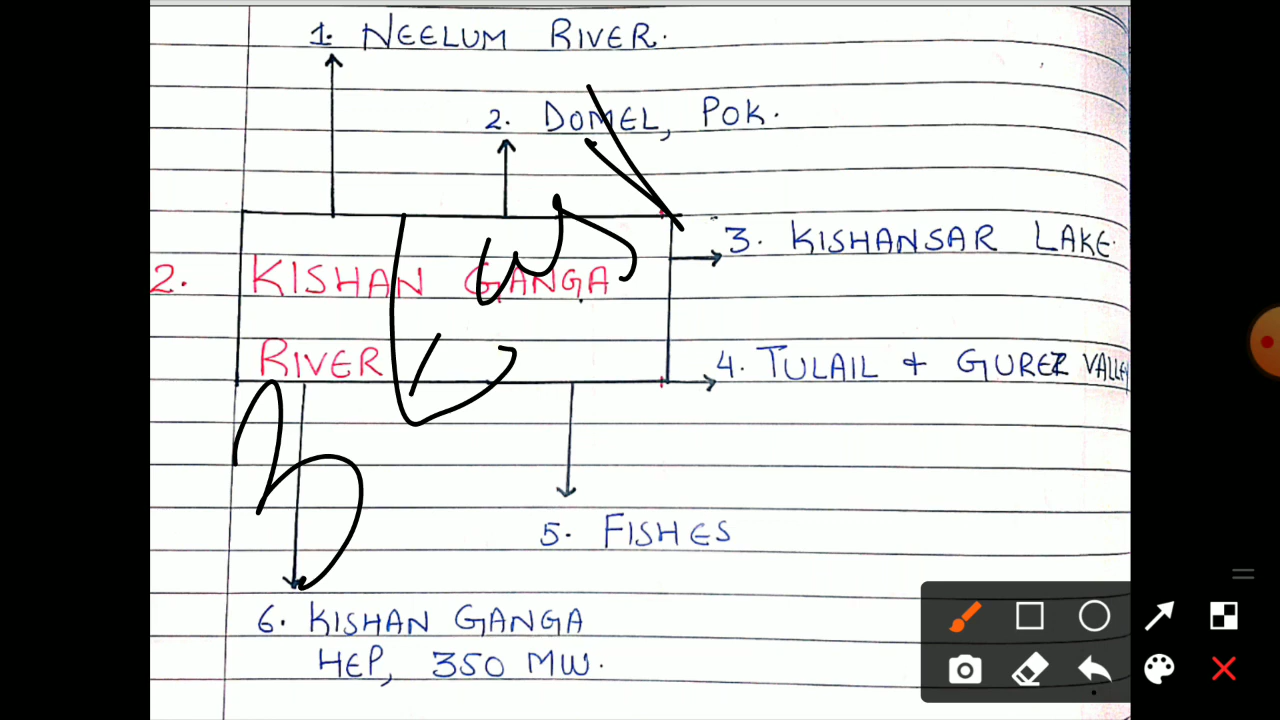 1. NEELUM RIVER.
2. DOMEL, POK.
3. KISHANSAR LAKE.
2. KISHAN GANGA
RIVER
4. TULAIL & GUREZ VALLEY
5. FISHES
6. KISHAN GANGA
HEP, 350 MW.